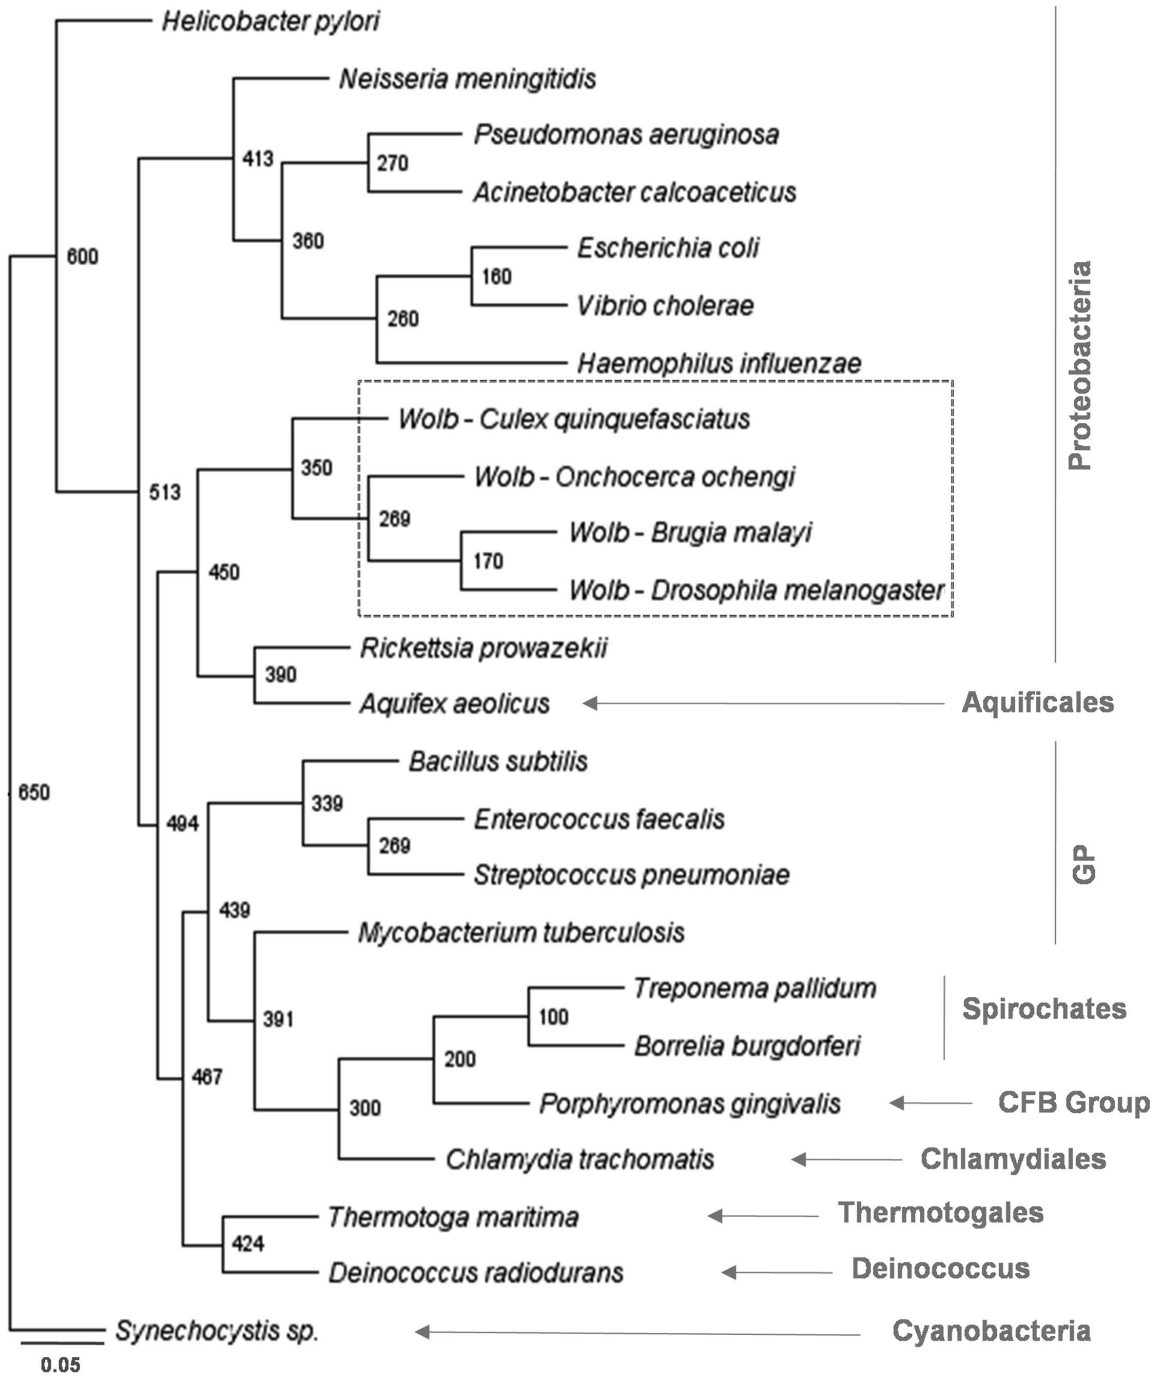 Helicobacter pylori
Neisseria meningitidis
Pseudomonas aeruginosa
413
270
Acinetobacter calcoaceticus
360
Escherichia coli
600
160
Vibrio cholerae
260
Haemophilus influenzae
Proteobacteria
Wolb - Culex quinquefasciatus
350
Wolb - Onchocerca ochengi
513
269
Wolb - Brugia malayi
170
450
Wolb - Drosophila melanogaster
Rickettsia prowazekii
390
Aquifex aeolicus
Aquificales
Bacillus subtilis
650
339
494
Enterococcus faecalis
269
Streptococcus pneumoniae
GP
439
Mycobacterium tuberculosis
Treponema pallidum
391
100
Spirochates
Borrelia burgdorferi
200
467
Porphyromonas gingivalis
CFB Group
300
Chlamydia trachomatis
Chlamydiales
Thermotoga maritima
Thermotogales
424
Deinococcus radiodurans
Deinococcus
Synechocystis sp.
Cyanobacteria
0.05